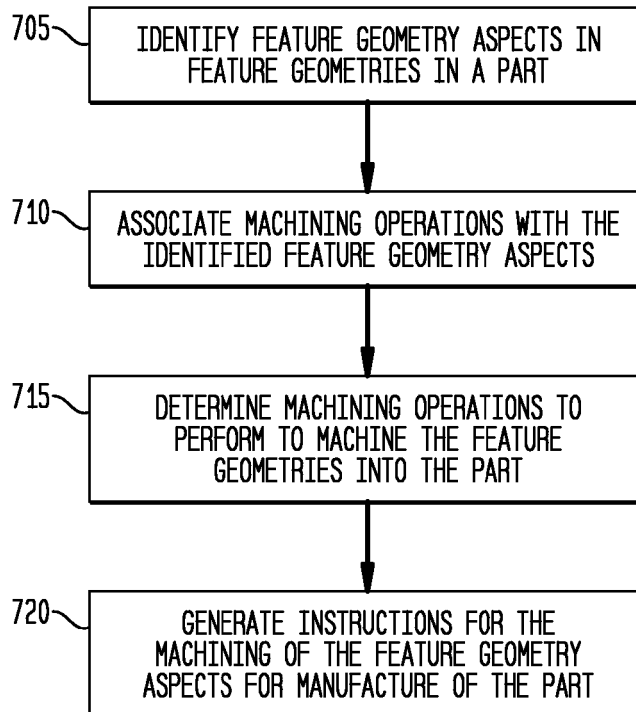 705
IDENTIFY FEATURE GEOMETRY ASPECTS IN
FEATURE GEOMETRIES IN A PART
710
ASSOCIATE MACHINING OPERATIONS WITH THE
IDENTIFIED FEATURE GEOMETRY ASPECTS
715
DETERMINE MACHINING OPERATIONS TO
PERFORM TO MACHINE THE FEATURE
GEOMETRIES INTO THE PART
720
GENERATE INSTRUCTIONS FOR THE
MACHINING OF THE FEATURE GEOMETRY
ASPECTS FOR MANUFACTURE OF THE PART